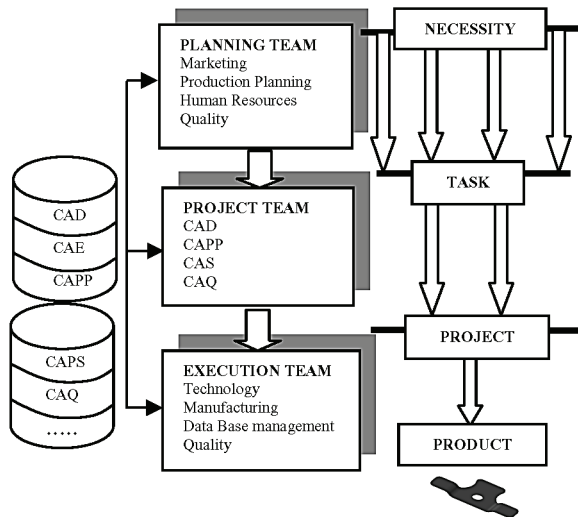 PLANNING TEAM
Marketing
Production Planning
Human Resources
Quality
NECESSITY
TASK
CAD
CAE
CAPP
PROJECT TEAM
CAD
CAPP
CAS
CAQ
CAPS
CAQ
.....
EXECUTION TEAM
Technology
Manufacturing
Data Base management
Quality
PROJECT
PRODUCT